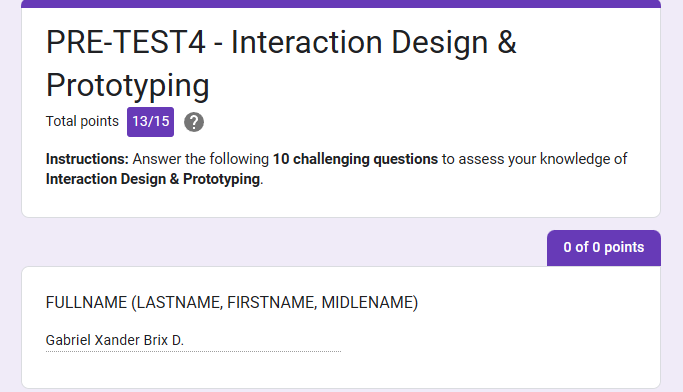 PRE-TEST4 - Interaction Design &
Prototyping
Total points 13/15 ?
Instructions: Answer the following 10 challenging questions to assess your knowledge of
Interaction Design & Prototyping.
0 of 0 points
FULLNAME (LASTNAME, FIRSTNAME, MIDLENAME)
Gabriel Xander Brix D.